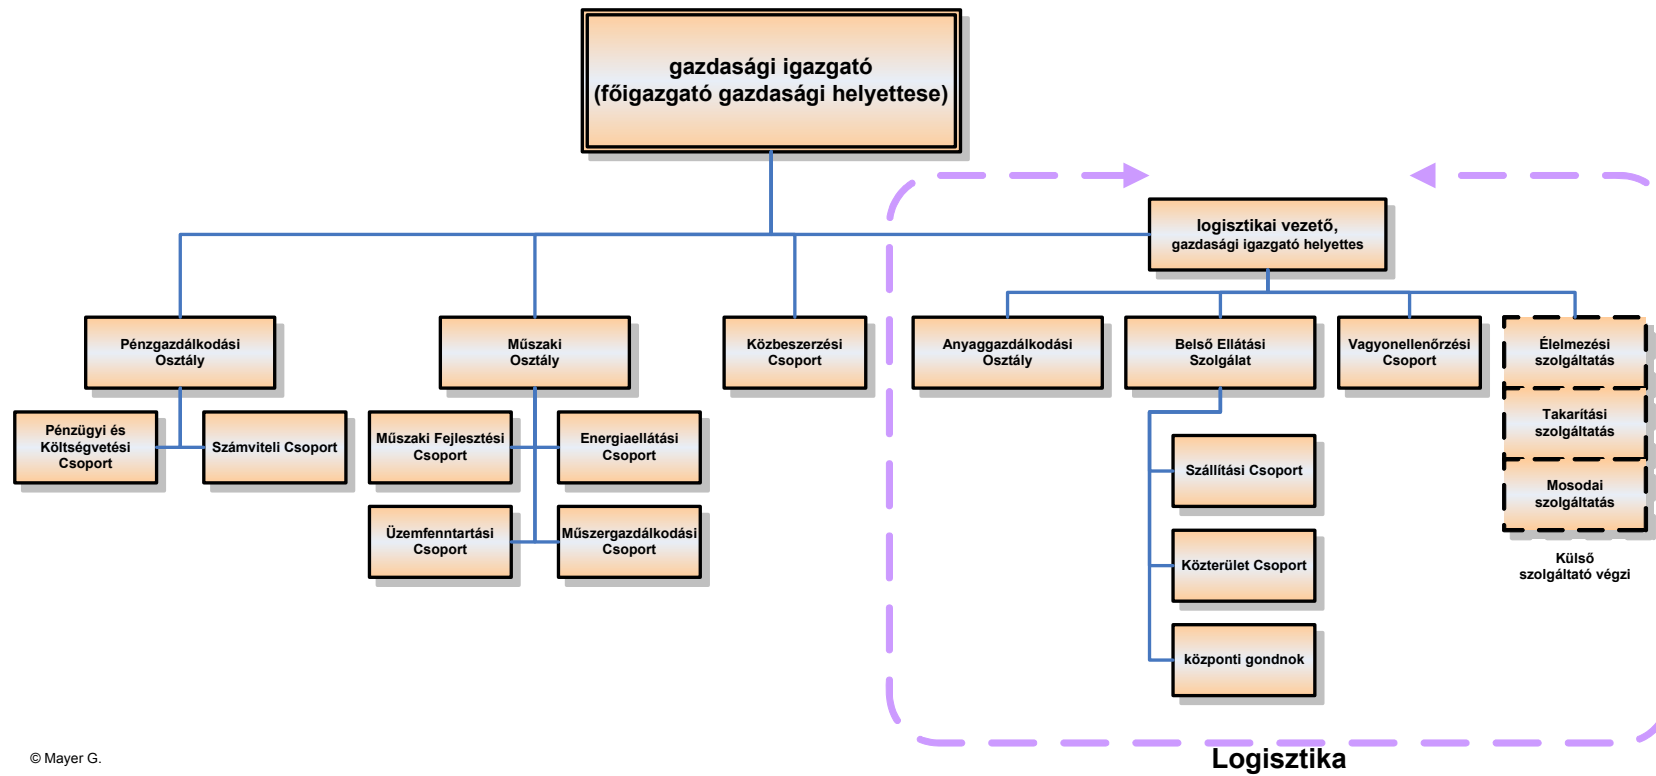 gazdasági igazgató
(főigazgató gazdasági helyettese)
logisztikai vezető,
gazdasági igazgató helyettes
Pénzgazdálkodási
Osztály
Műszaki
Osztály
Közbeszerzési
Csoport
Anyaggazdálkodási
Osztály
Belső Ellátási
Szolgálat
Vagyonellenőrzési
Csoport
Élelmezési
szolgáltatás
Pénzügyi és
Költségvetési
Csoport
Számviteli Csoport
Műszaki Fejlesztési
Csoport
Energiaellátási
Csoport
Takarítási
szolgáltatás
Szállítási Csoport
Mosodai
szolgáltatás
Üzemfenntartási
Csoport
Műszergazdálkodási
Csoport
Közterület Csoport
Külső
szolgáltató végzi
központi gondnok
© Mayer G.
Logisztika